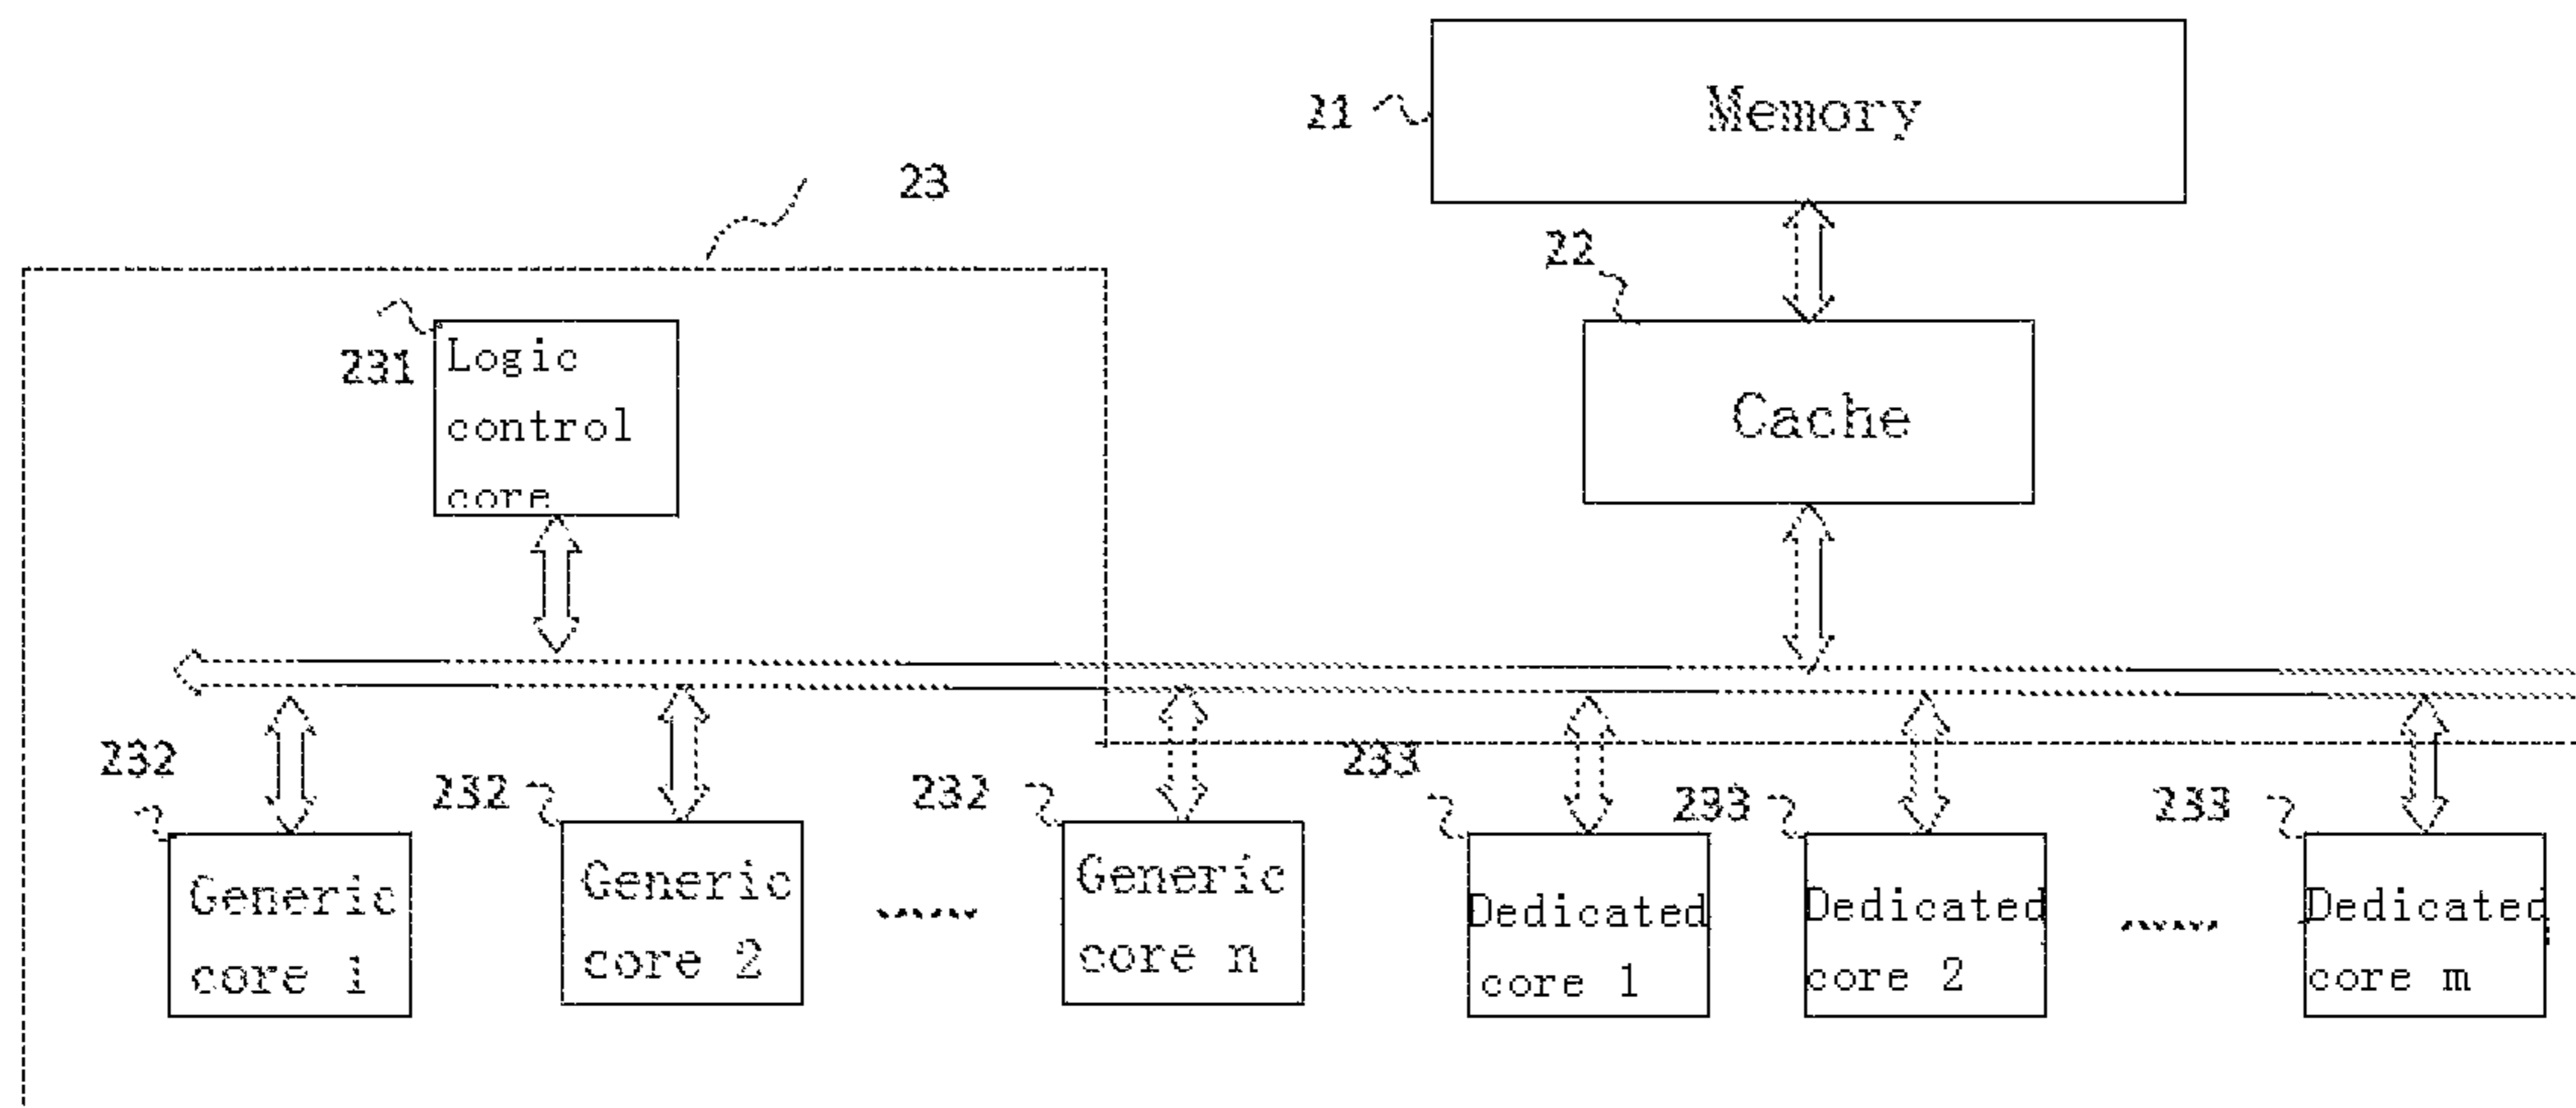 Memory
21
23
22
231
Logic
control
core
Cache
232
232
232
233
233
233
Generic
core 1
Generic
core 2
......
Generic
core n
Dedicated
core 1
Dedicated
core 2
......
Dedicated
core m